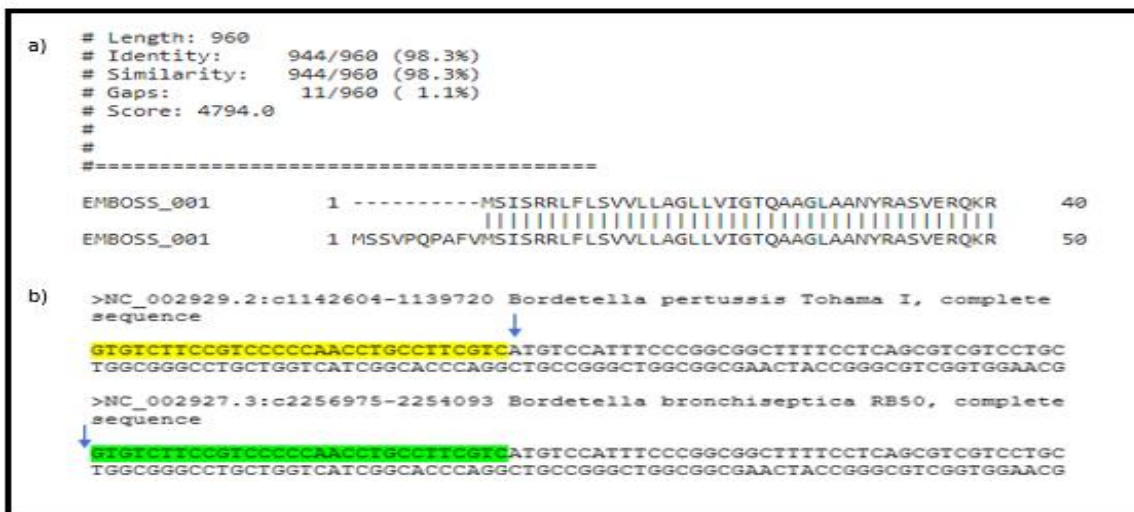 a)
# Length: 960
# Identity: 944/960 (98.3%)
# Similarity: 944/960 (98.3%)
# Gaps: 11/960 ( 1.1%)
# Score: 4794.0
#
#
#========================================
EMBOSS_001 1 ----------MSISRRLFLSVVLLAGLLVIGTQAAGLAANYRASVERQKR 40
||||||||||||||||||||||||||||||||||||||||
EMBOSS_001 1 MSSVPQPAFVMSISRRLFLSVVLLAGLLVIGTQAAGLAANYRASVERQKR 50
b)
>NC_002929.2:c1142604-1139720 Bordetella pertussis Tohama I, complete
sequence
GTGTCTTCCGTCCCCCAACCTGCCTTCGTCATGTCCATTTCCCGGCGGCTTTTCCTCAGCGTCGTCCTGC
TGGCGGGCCTGCTGGTCATCGGCACCCAGGCTGCCGGGCTGGCGGCGAACTACCGGGCGTCGGTGGAACG
>NC_002927.3:c2256975-2254093 Bordetella bronchiseptica RB50, complete
sequence
GTGTCTTCCGTCCCCCAACCTGCCTTCGTCATGTCCATTTCCCGGCGGCTTTTCCTCAGCGTCGTCCTGC
TGGCGGGCCTGCTGGTCATCGGCACCCAGGCTGCCGGGCTGGCGGCGAACTACCGGGCGTCGGTGGAACG